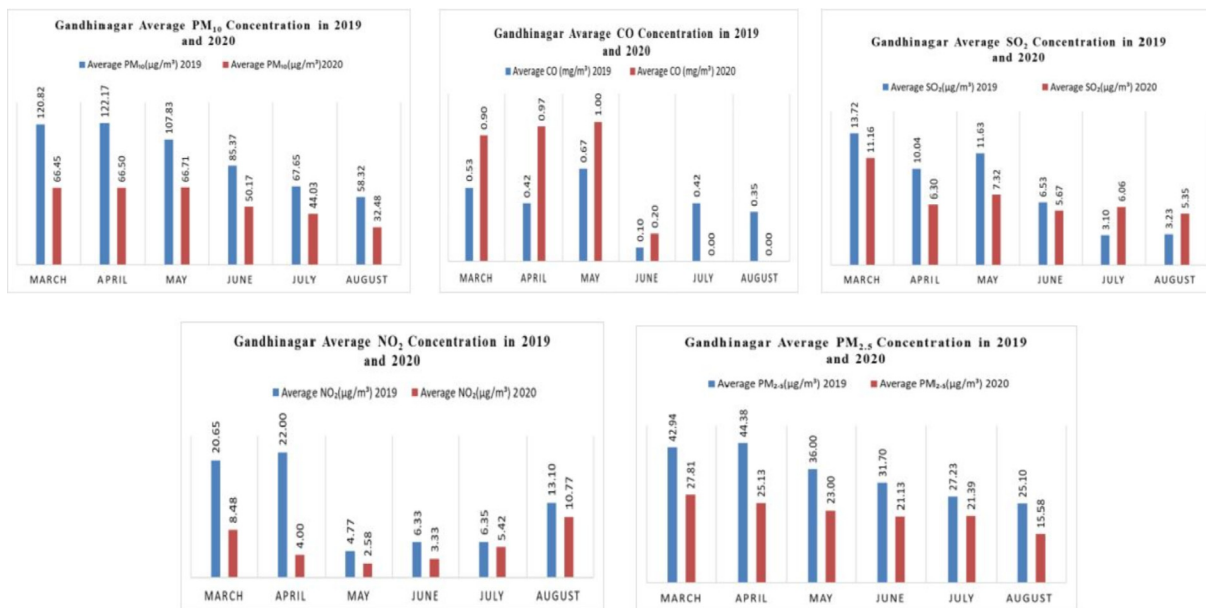 Gandhinagar Average PM₁₀ Concentration in 2019
and 2020
Average PM₁₀(µg/m³) 2019 Average PM₁₀(µg/m³)2020
120.82 66.45 122.17 66.50 107.83 66.71 85.37 50.17 67.65 44.03 58.32 32.48
MARCH APRIL MAY JUNE JULY AUGUST
Gandhinagar Avarage CO Concentration in 2019
and 2020
Average CO (mg/m³) 2019 Average CO (mg/m³) 2020
0.53 0.90 0.42 0.97 0.67 1.00 0.10 0.20 0.42 0.00 0.35 0.00
MARCH APRIL MAY JUNE JULY AUGUST
Gandhinagar Average SO₂ Concentration in 2019
and 2020
Average SO₂(µg/m³) 2019 Average SO₂(µg/m³) 2020
13.72 11.16 10.04 6.30 11.63 7.32 6.53 5.67 3.10 6.06 3.23 5.35
MARCH APRIL MAY JUNE JULY AUGUST
Gandhinagar Average NO₂ Concentration in 2019
and 2020
Average NO₂(µg/m³) 2019 Average NO₂(µg/m³) 2020
20.65 8.48 22.00 4.00 4.77 2.58 6.33 3.33 6.35 5.42 13.10 10.77
MARCH APRIL MAY JUNE JULY AUGUST
Gandhinagar Average PM₂.₅ Concentration in 2019
and 2020
Average PM₂.₅(µg/m³) 2019 Average PM₂.₅(µg/m³) 2020
42.94 27.81 44.38 25.13 36.00 23.00 31.70 21.13 27.23 21.39 25.10 15.58
MARCH APRIL MAY JUNE JULY AUGUST